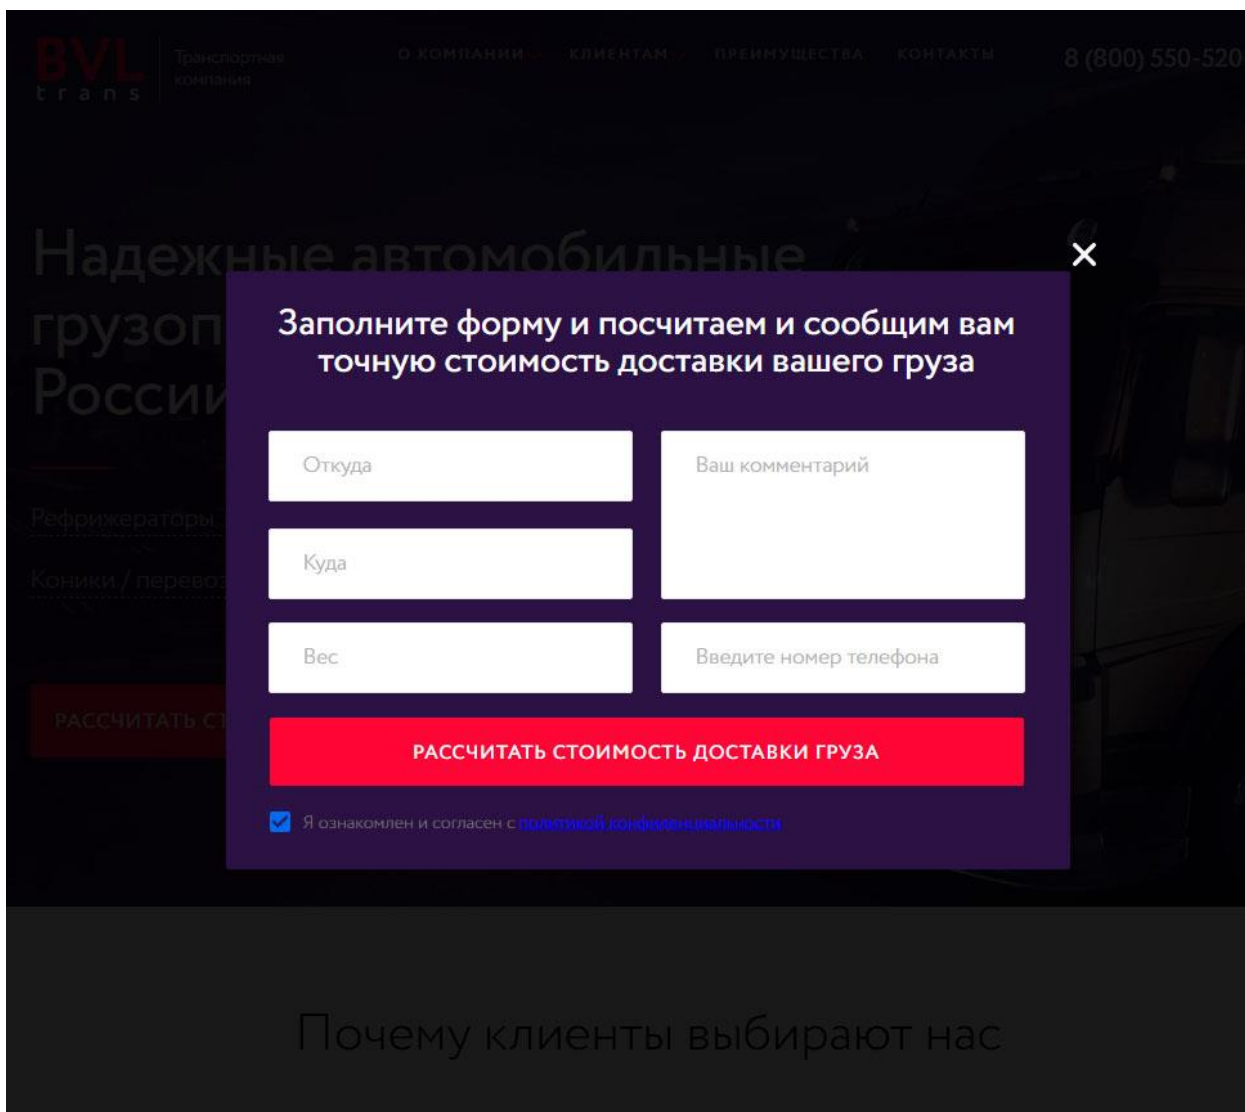 BVL
trans
Транспортная
компания
О КОМПАНИИ
КЛИЕНТАМ
ПРЕИМУЩЕСТВА
КОНТАКТЫ
8 (800) 550-520
Надежные автомобильные
грузоп
России
Рефрижераторы
Коники / перевоз
РАССЧИТАТЬ СТ
Заполните форму и посчитаем и сообщим вам
точную стоимость доставки вашего груза
Откуда
Ваш комментарий
Куда
Вес
Введите номер телефона
РАССЧИТАТЬ СТОИМОСТЬ ДОСТАВКИ ГРУЗА
Я ознакомлен и согласен с политикой конфиденциальности
Почему клиенты выбирают нас